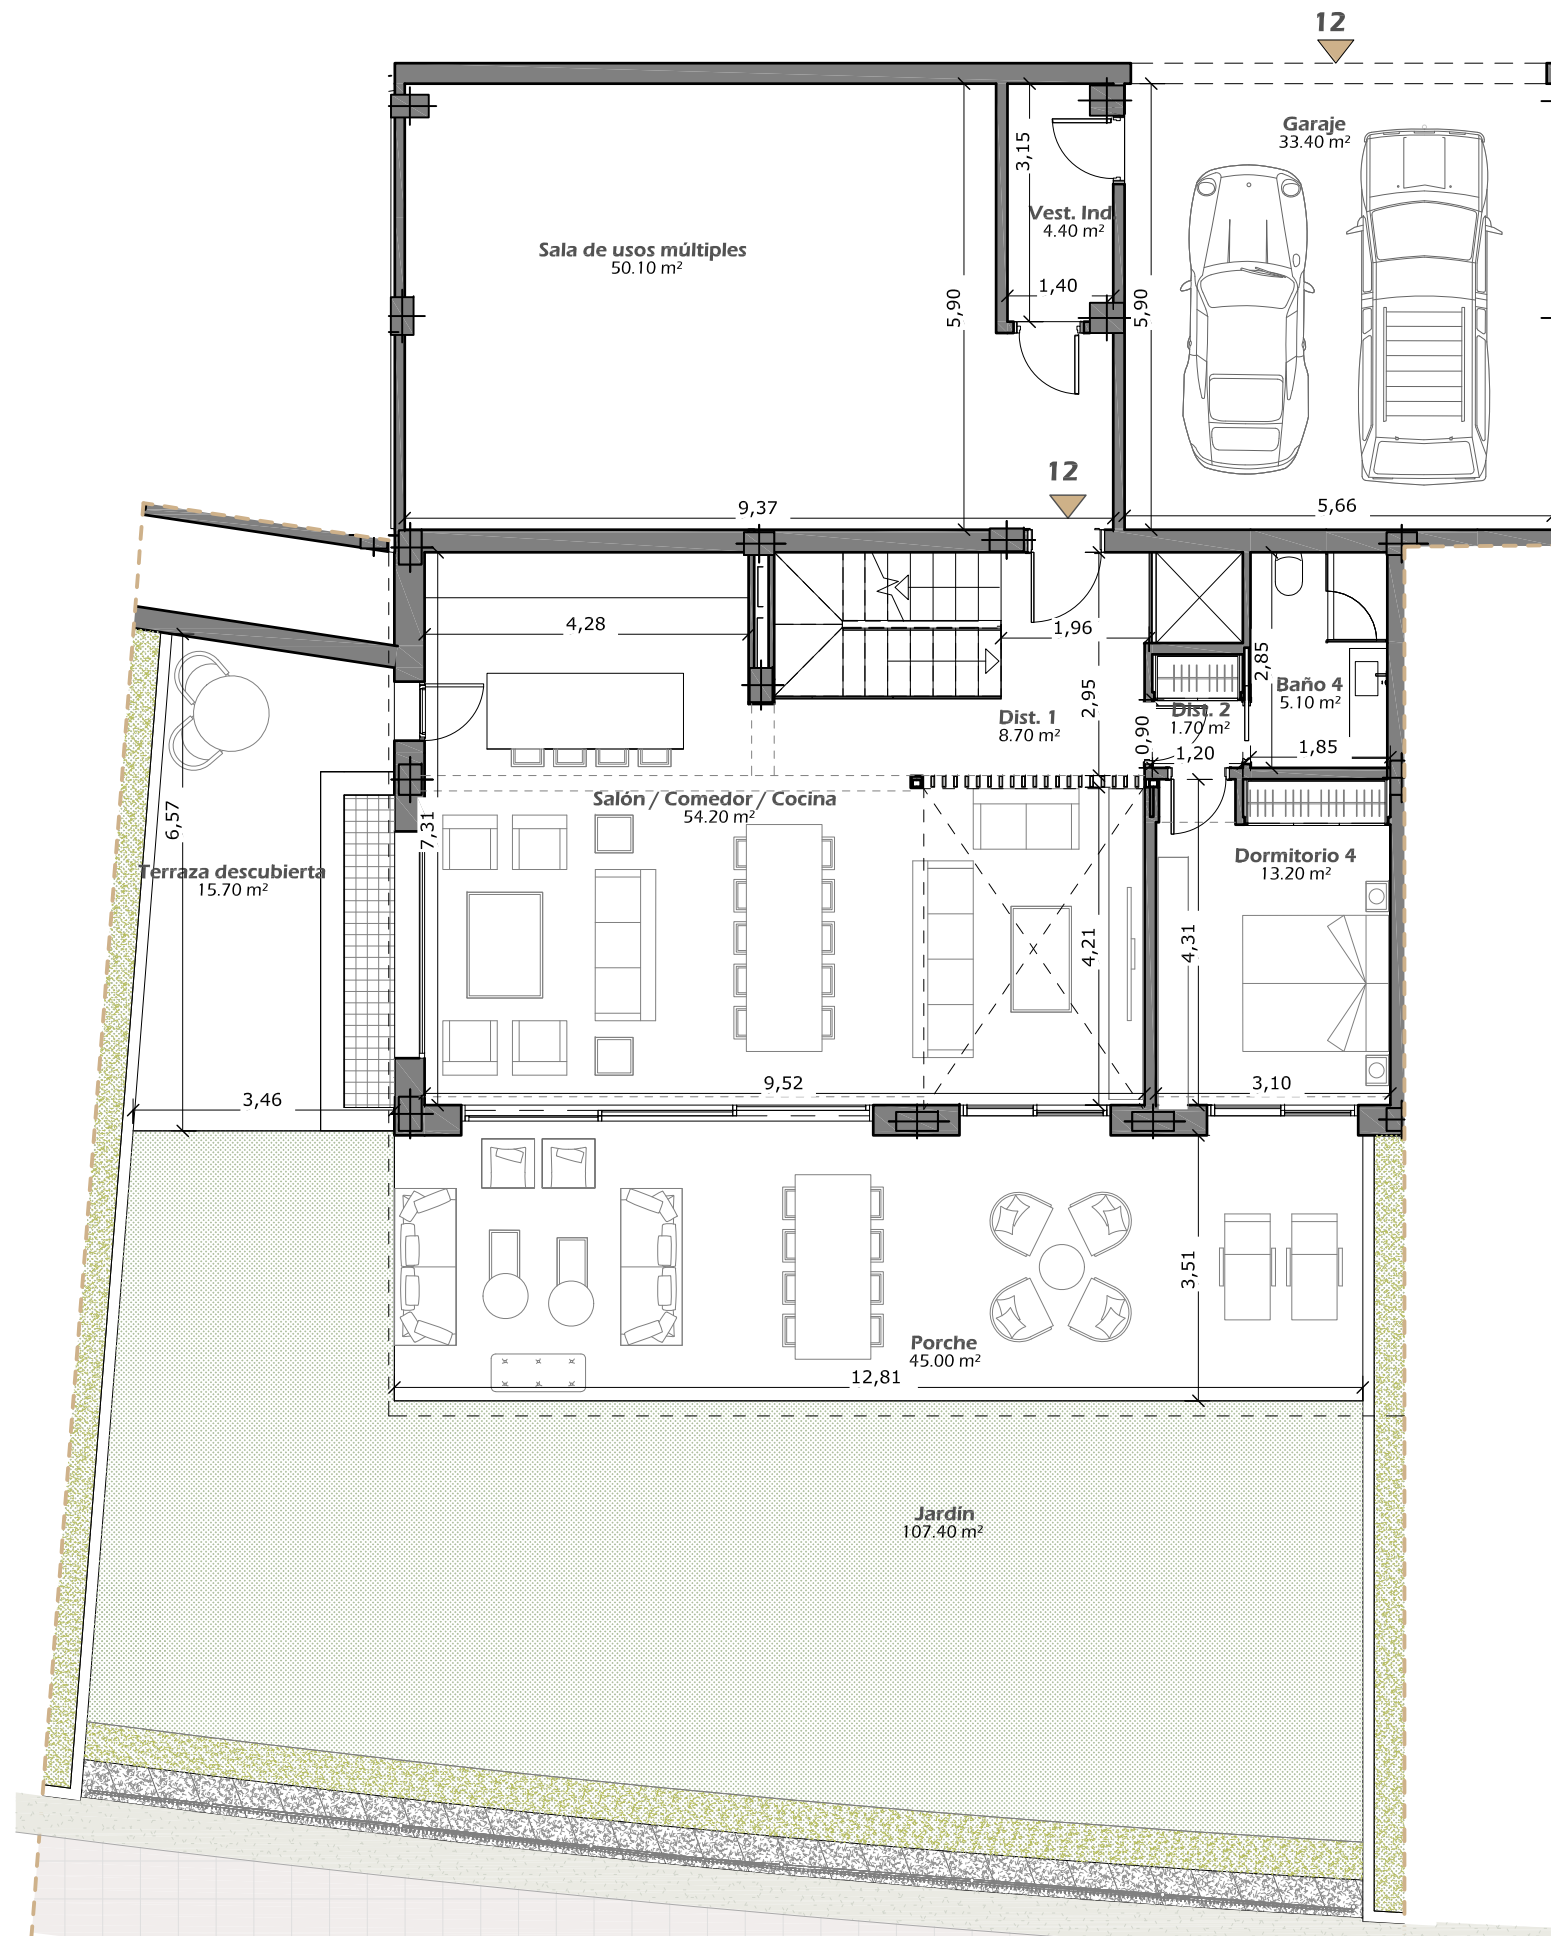 12
Garaje
33.40 m²
3,15
Vest. Ind.
4.40 m²
Sala de usos múltiples
50.10 m²
1,40
5,90
5,90
12
9,37
5,66
4,28
1,96
2,85
Baño 4
5.10 m²
2,95
Dist. 1
8.70 m²
Dist. 2
1.70 m²
0,90
1,20
1,85
Salón / Comedor / Cocina
54.20 m²
7,31
6,57
Terraza descubierta
15.70 m²
Dormitorio 4
13.20 m²
4,21
4,31
9,52
3,10
3,46
3,51
Porche
45.00 m²
12,81
Jardín
107.40 m²